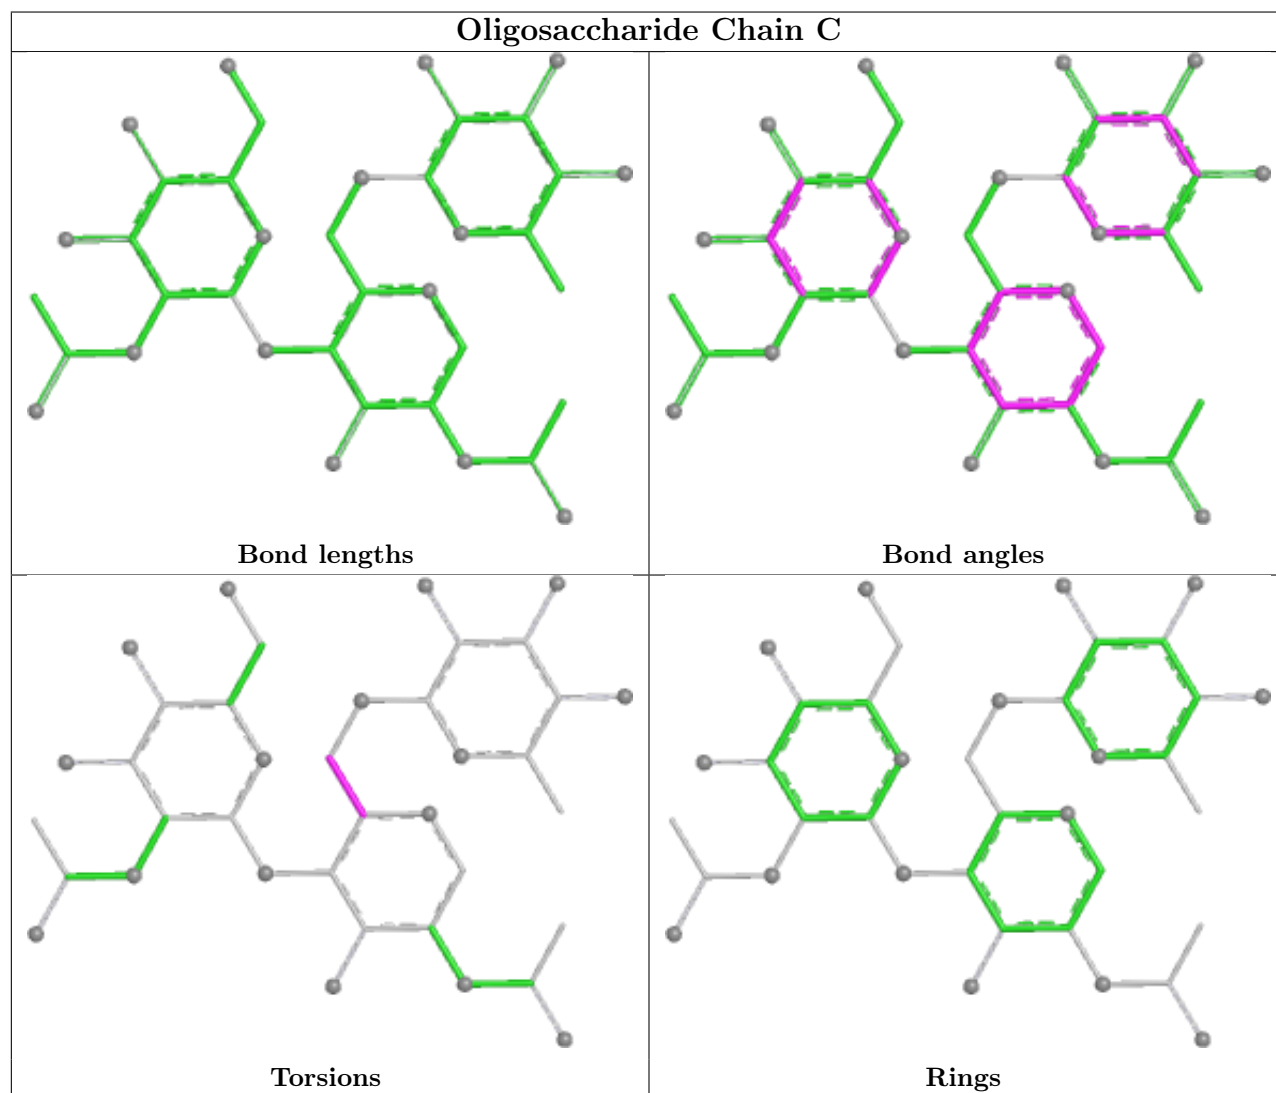 Oligosaccharide Chain C
Bond lengths
Bond angles
Torsions
Rings